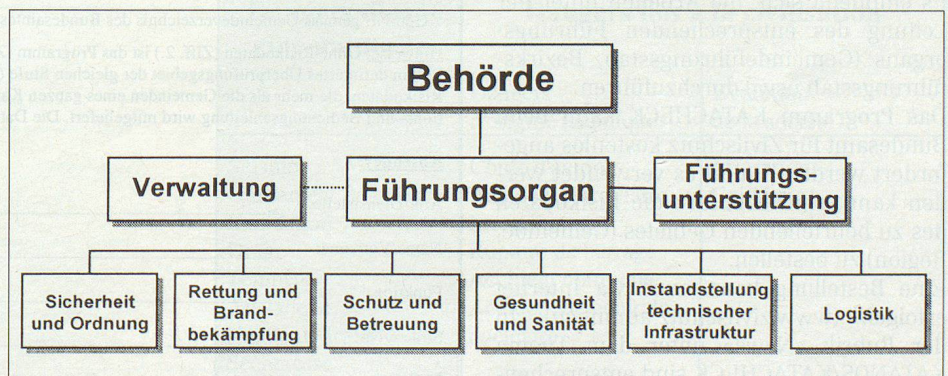 Behörde
Verwaltung
Führungsorgan
Führungs-
unterstützung
Sicherheit
und Ordnung
Rettung und
Brand-
bekämpfung
Schutz und
Betreuung
Gesundheit
und Sanität
Instandstellung
technischer
Infrastruktur
Logistik